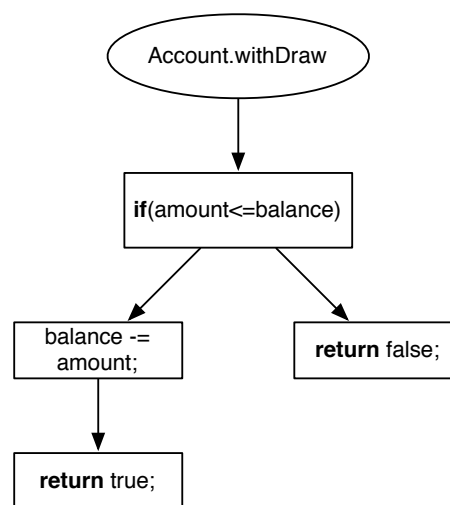 Account.withDraw
if(amount<=balance)
balance -=
amount;
return false;
return true;